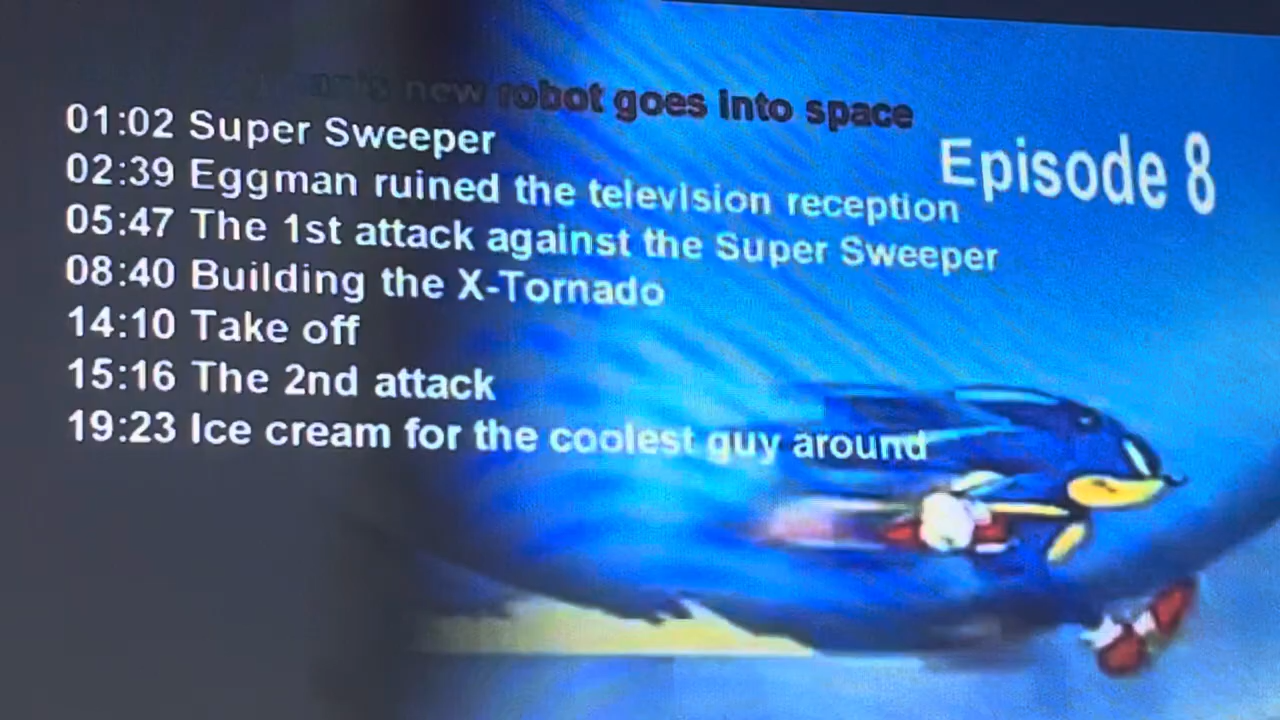 new robot goes into space
01:02 Super Sweeper
Episode 8
02:39 Eggman ruined the television reception
05:47 The 1st attack against the Super Sweeper
08:40 Building the X-Tornado
14:10 Take off
15:16 The 2nd attack
19:23 Ice cream for the coolest guy around